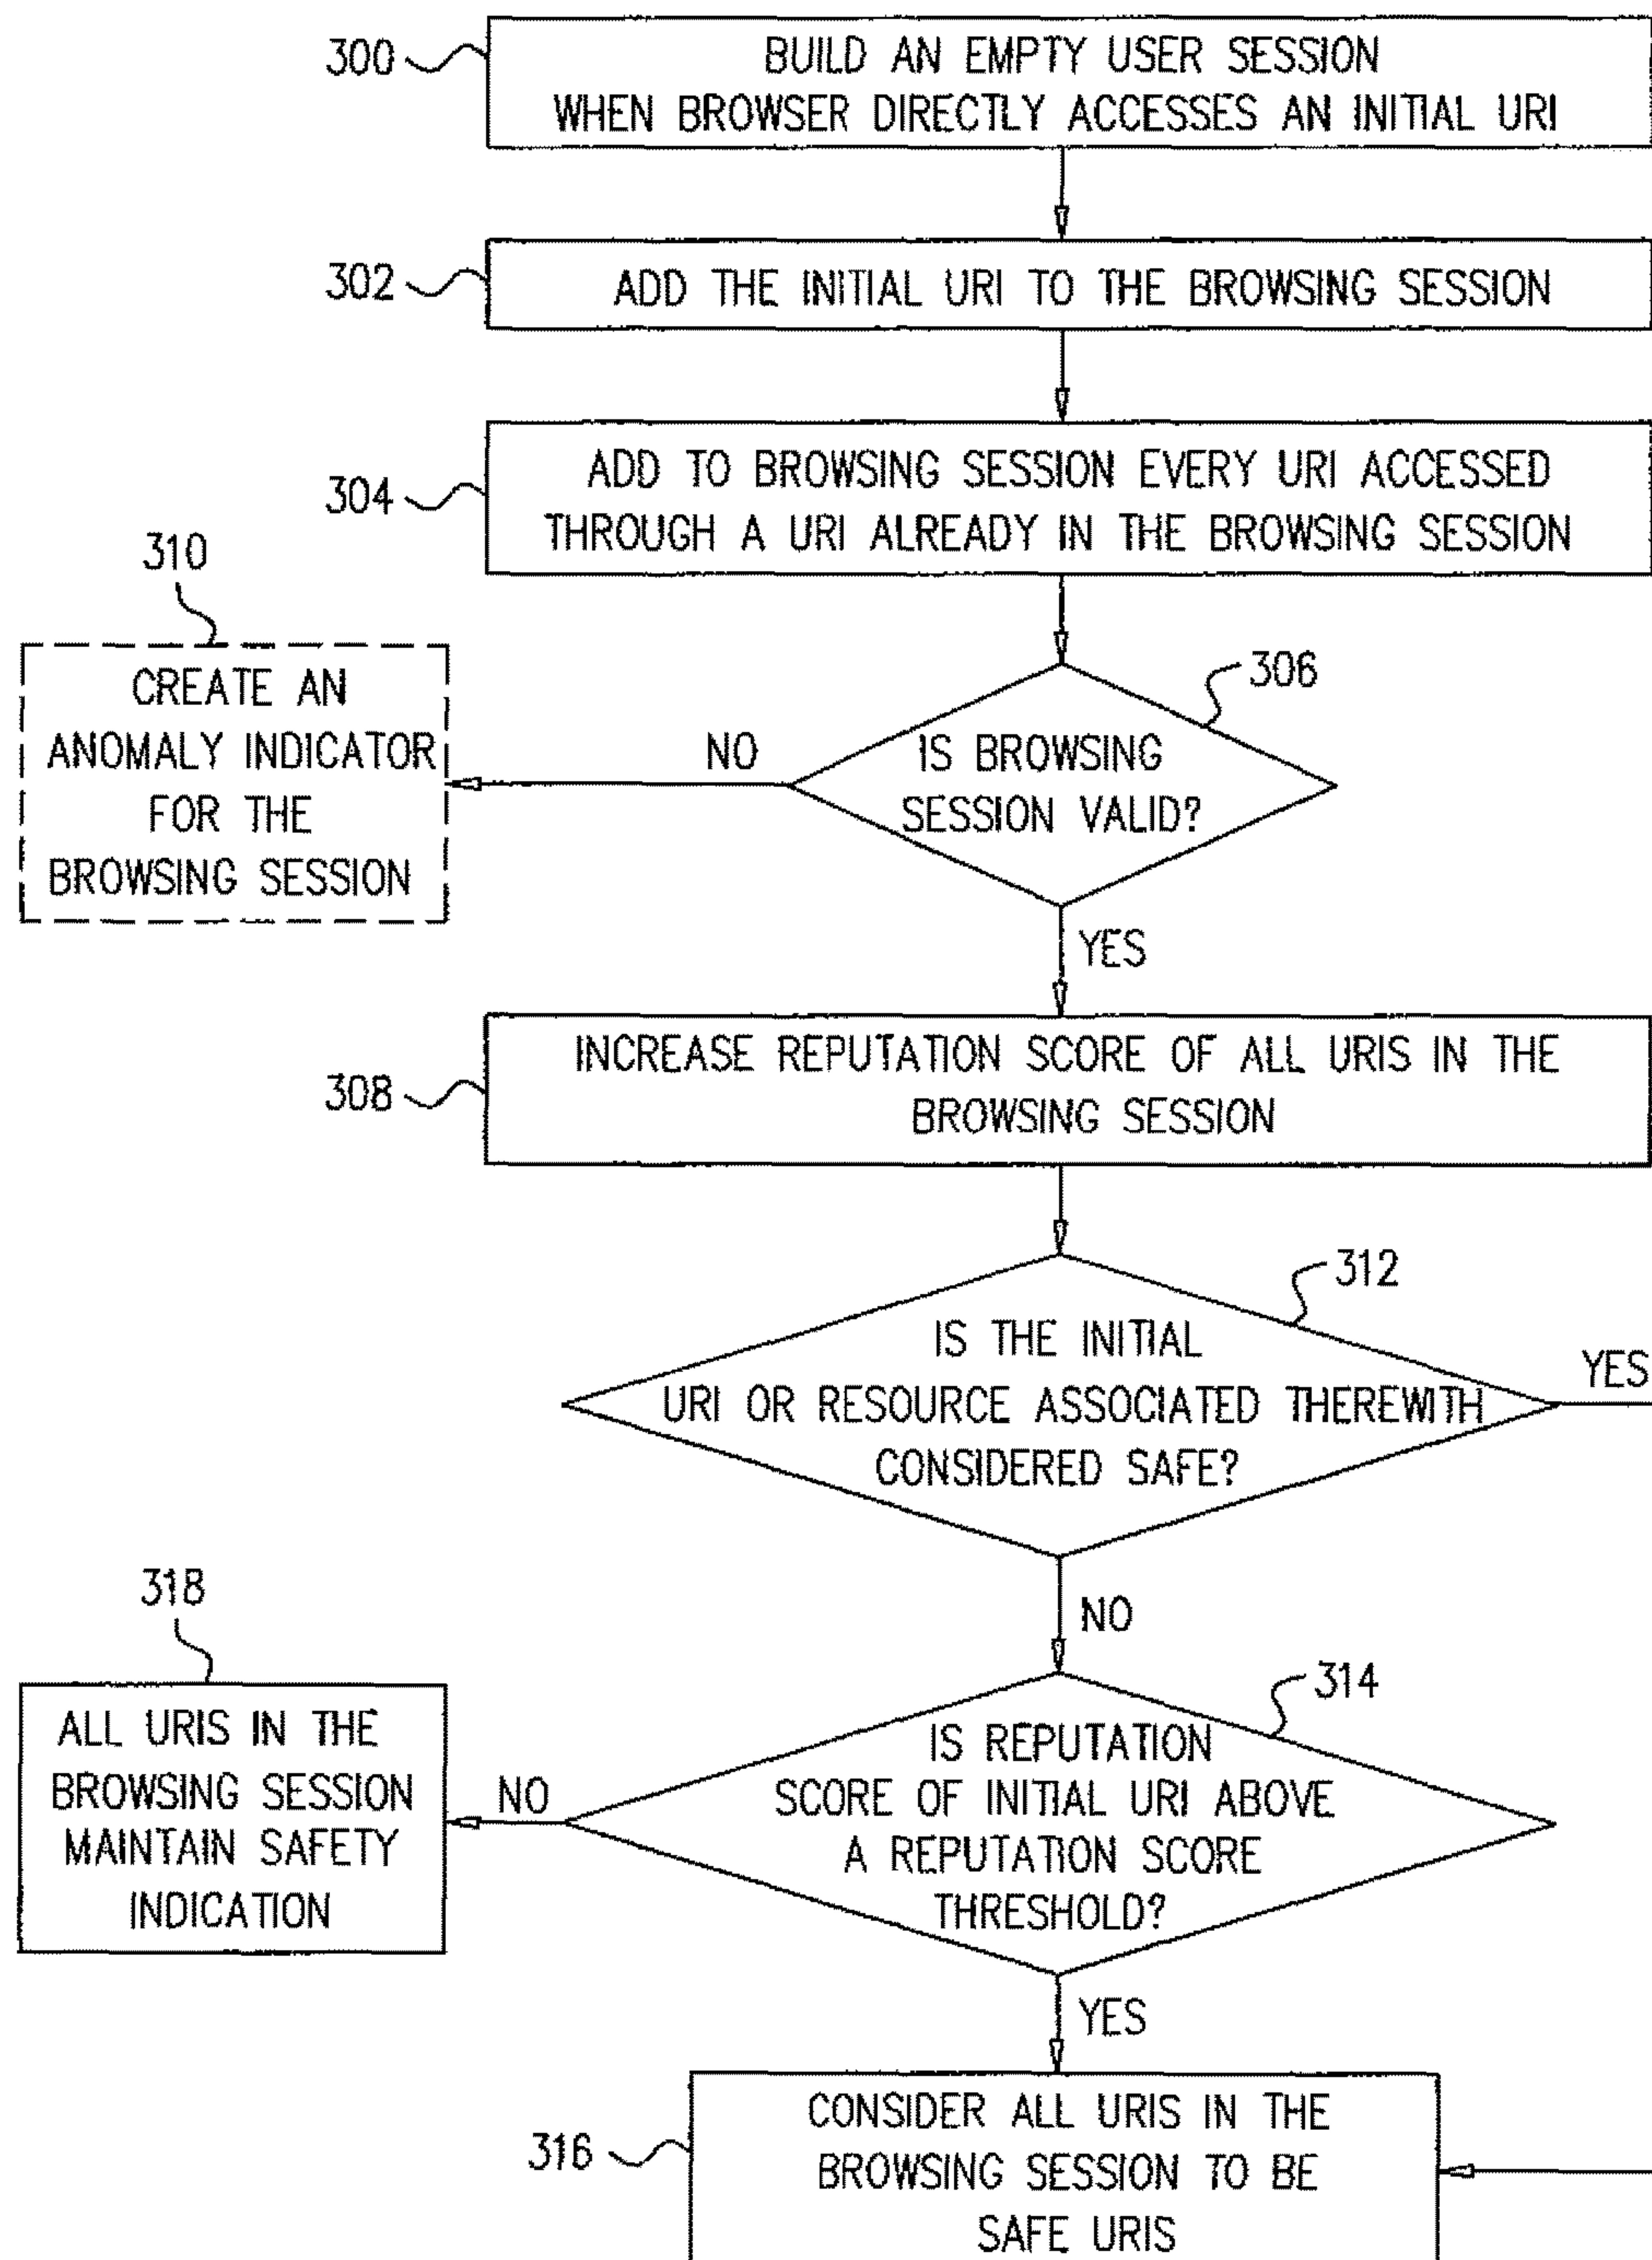 300
BUILD AN EMPTY USER SESSION
WHEN BROWSER DIRECTLY ACCESSES AN INITIAL URI
302
ADD THE INITIAL URI TO THE BROWSING SESSION
304
ADD TO BROWSING SESSION EVERY URI ACCESSED
THROUGH A URI ALREADY IN THE BROWSING SESSION
310
CREATE AN
ANOMALY INDICATOR
FOR THE
BROWSING SESSION
NO
306
IS BROWSING
SESSION VALID?
YES
308
INCREASE REPUTATION SCORE OF ALL URIS IN THE
BROWSING SESSION
312
IS THE INITIAL
URI OR RESOURCE ASSOCIATED THEREWITH
CONSIDERED SAFE?
YES
NO
318
ALL URIS IN THE
BROWSING SESSION
MAINTAIN SAFETY
INDICATION
NO
314
IS REPUTATION
SCORE OF INITIAL URI ABOVE
A REPUTATION SCORE
THRESHOLD?
YES
316
CONSIDER ALL URIS IN THE
BROWSING SESSION TO BE
SAFE URIS